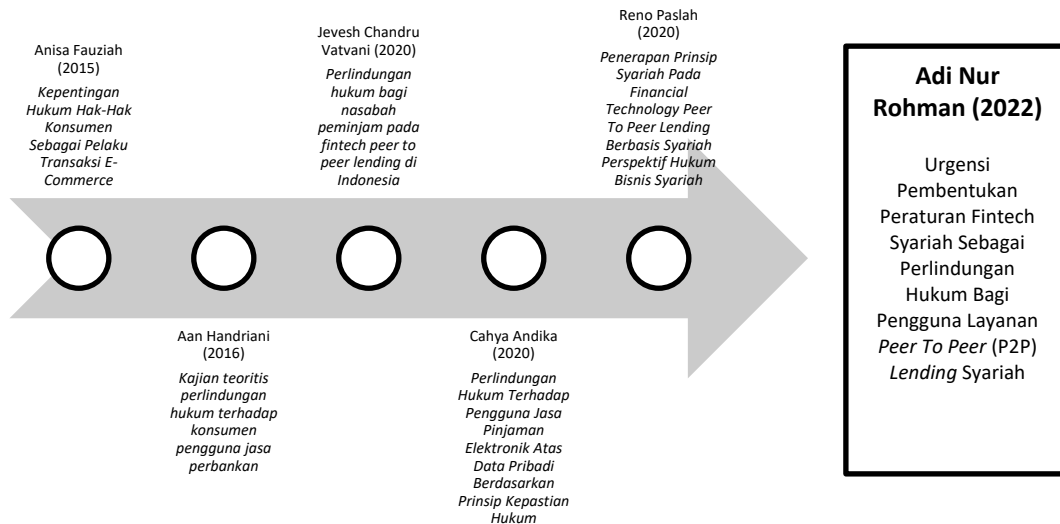 Anisa Fauziah
(2015)
Kepentingan
Hukum Hak-Hak
Konsumen
Sebagai Pelaku
Transaksi E-
Commerce
Aan Handriani
(2016)
Kajian teoritis
perlindungan
hukum terhadap
konsumen
pengguna jasa
perbankan
Jevesh Chandru
Vatvani (2020)
Perlindungan
hukum bagi
nasabah
peminjam pada
fintech peer to
peer lending di
Indonesia
Cahya Andika
(2020)
Perlindungan
Hukum Terhadap
Pengguna Jasa
Pinjaman
Elektronik Atas
Data Pribadi
Berdasarkan
Prinsip Kepastian
Hukum
Reno Paslah
(2020)
Penerapan Prinsip
Syariah Pada
Financial
Technology Peer
To Peer Lending
Berbasis Syariah
Perspektif Hukum
Bisnis Syariah
Adi Nur
Rohman (2022)
Urgensi
Pembentukan
Peraturan Fintech
Syariah Sebagai
Perlindungan
Hukum Bagi
Pengguna Layanan
Peer To Peer (P2P)
Lending Syariah